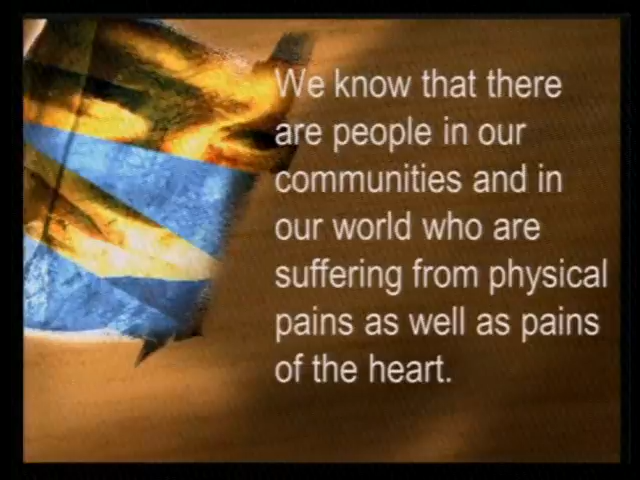 We know that there
are people in our
communities and in
our world who are
suffering from physical
pains as well as pains
of the heart.